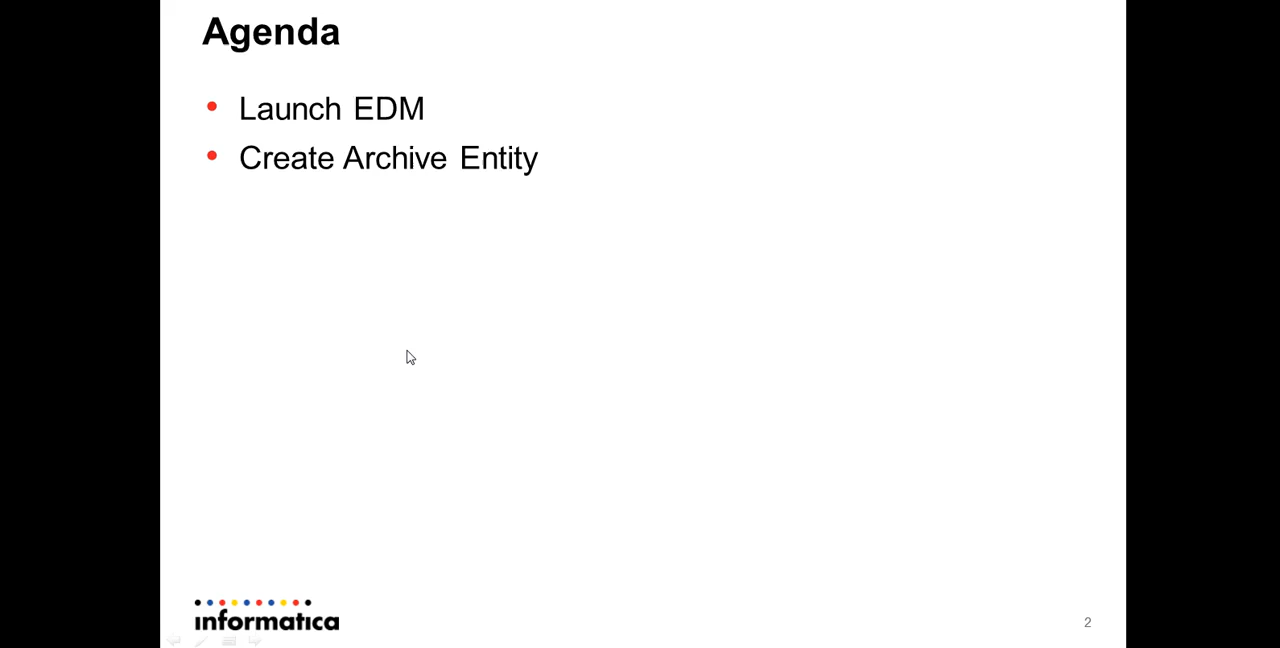 Agenda
• Launch EDM
• Create Archive Entity
informatica
2